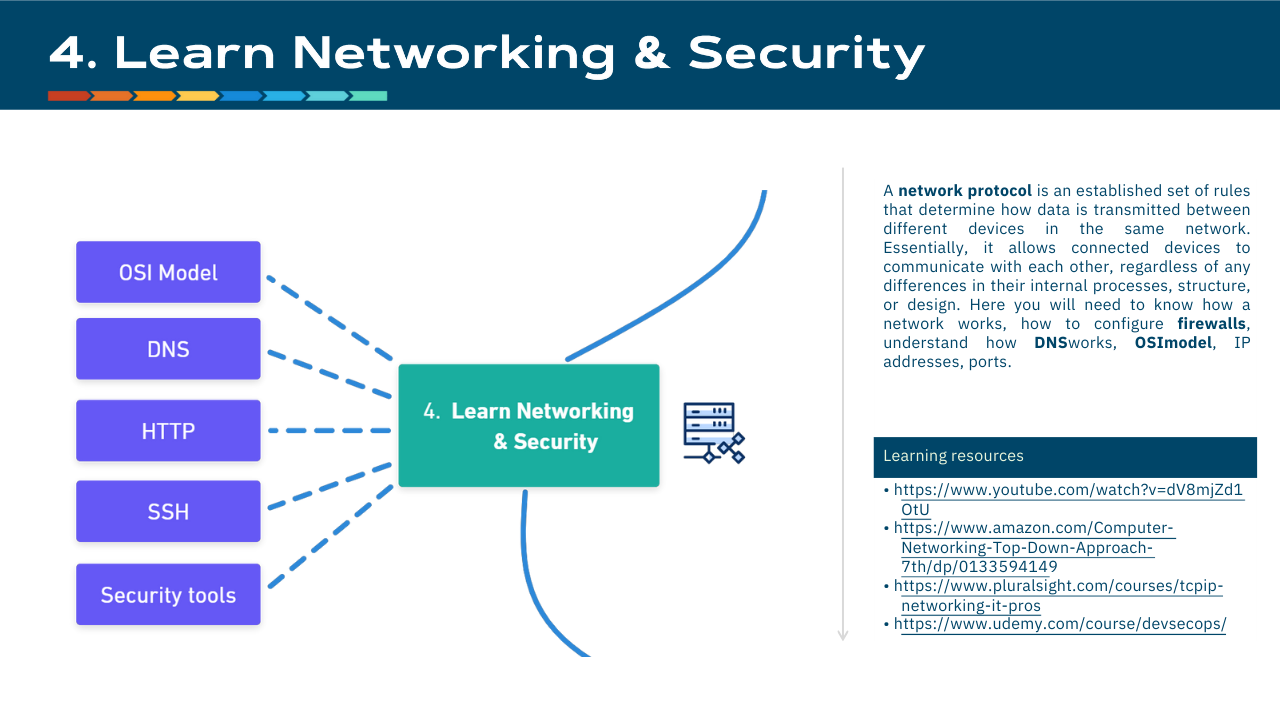 4. Learn Networking & Security
OSI Model
DNS
HTTP
SSH
Security tools
4. Learn Networking
& Security
A network protocol is an established set of rules
that determine how data is transmitted between
different devices in the same network.
Essentially, it allows connected devices to
communicate with each other, regardless of any
differences in their internal processes, structure,
or design. Here you will need to know how a
network works, how to configure firewalls,
understand how DNSworks, OSImodel, IP
addresses, ports.
Learning resources
• https://www.youtube.com/watch?v=dV8mjZd1
OtU
• https://www.amazon.com/Computer-
Networking-Top-Down-Approach-
7th/dp/0133594149
• https://www.pluralsight.com/courses/tcpip-
networking-it-pros
• https://www.udemy.com/course/devsecops/